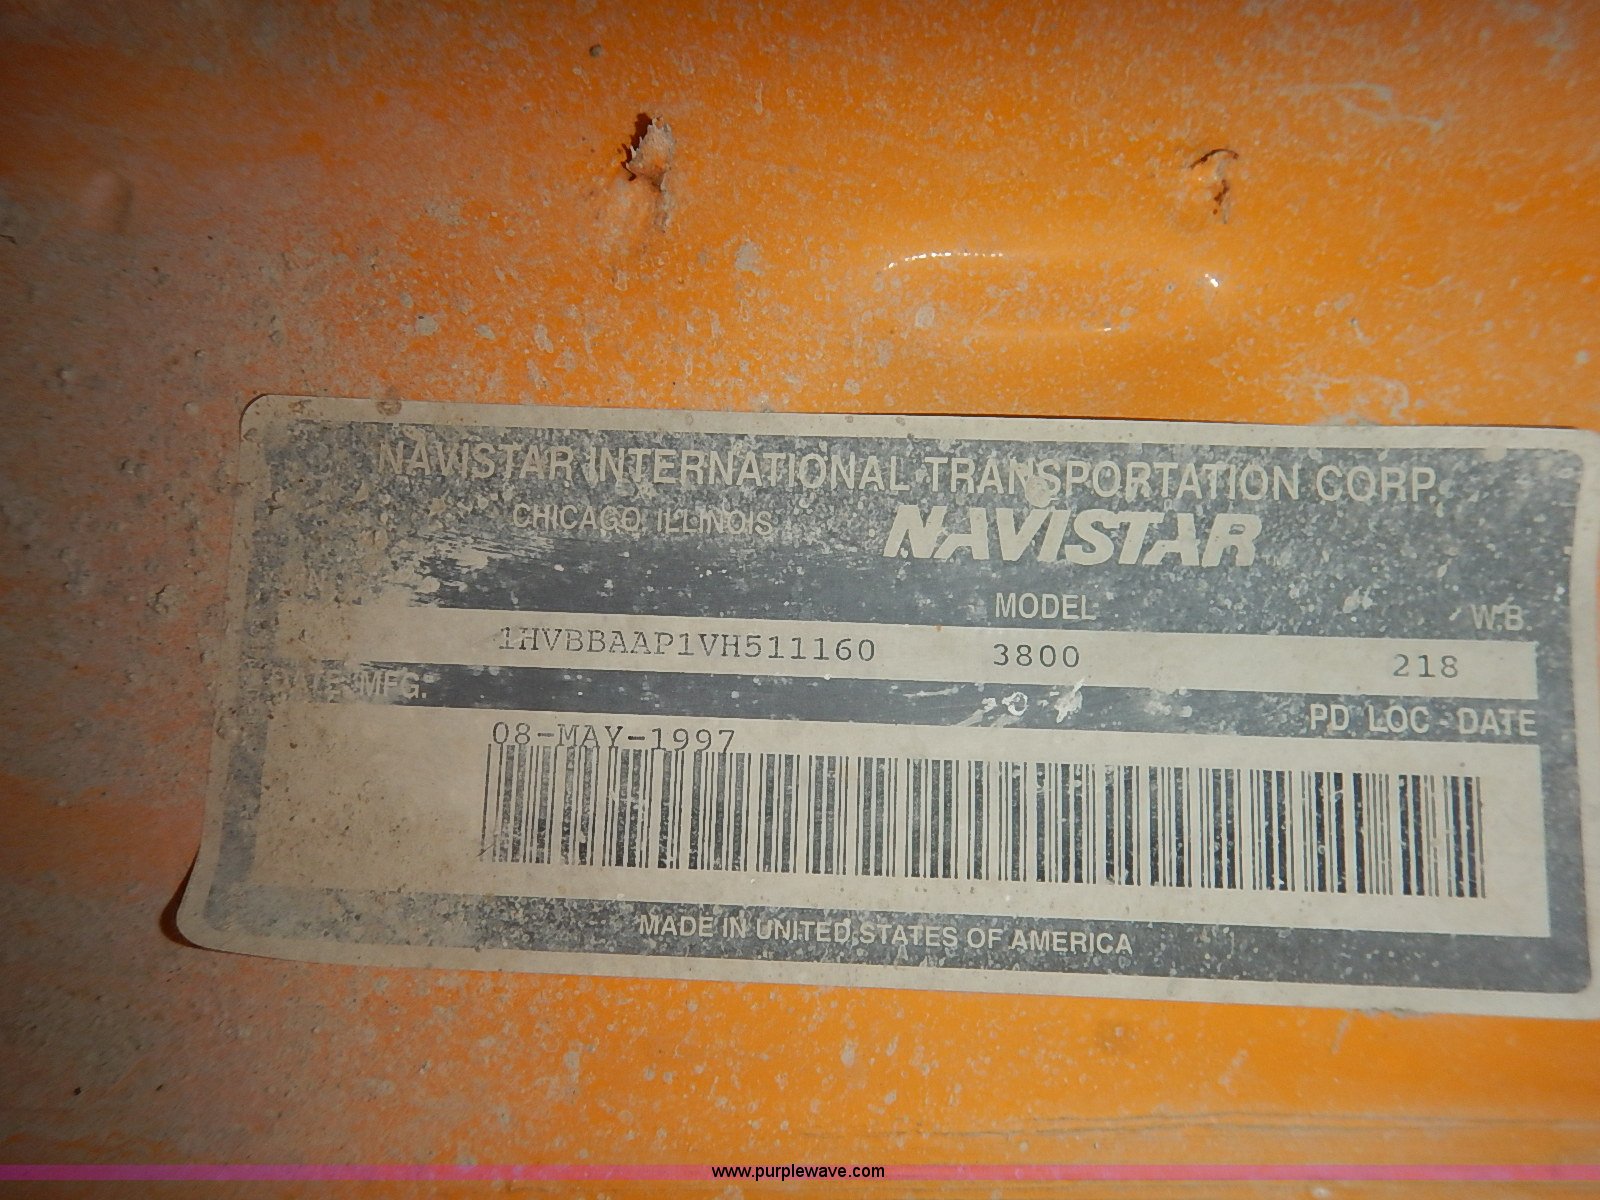 NAVISTAR INTERNATIONAL TRANSPORTATION CORP.
CHICAGO, ILLINOIS
NAVISTAR
MODEL W.B.
1HVBBAAP1VH511160 3800 218
DATE MFG.
PD LOC - DATE
08-MAY-1997
MADE IN UNITED STATES OF AMERICA
www.purplewave.com